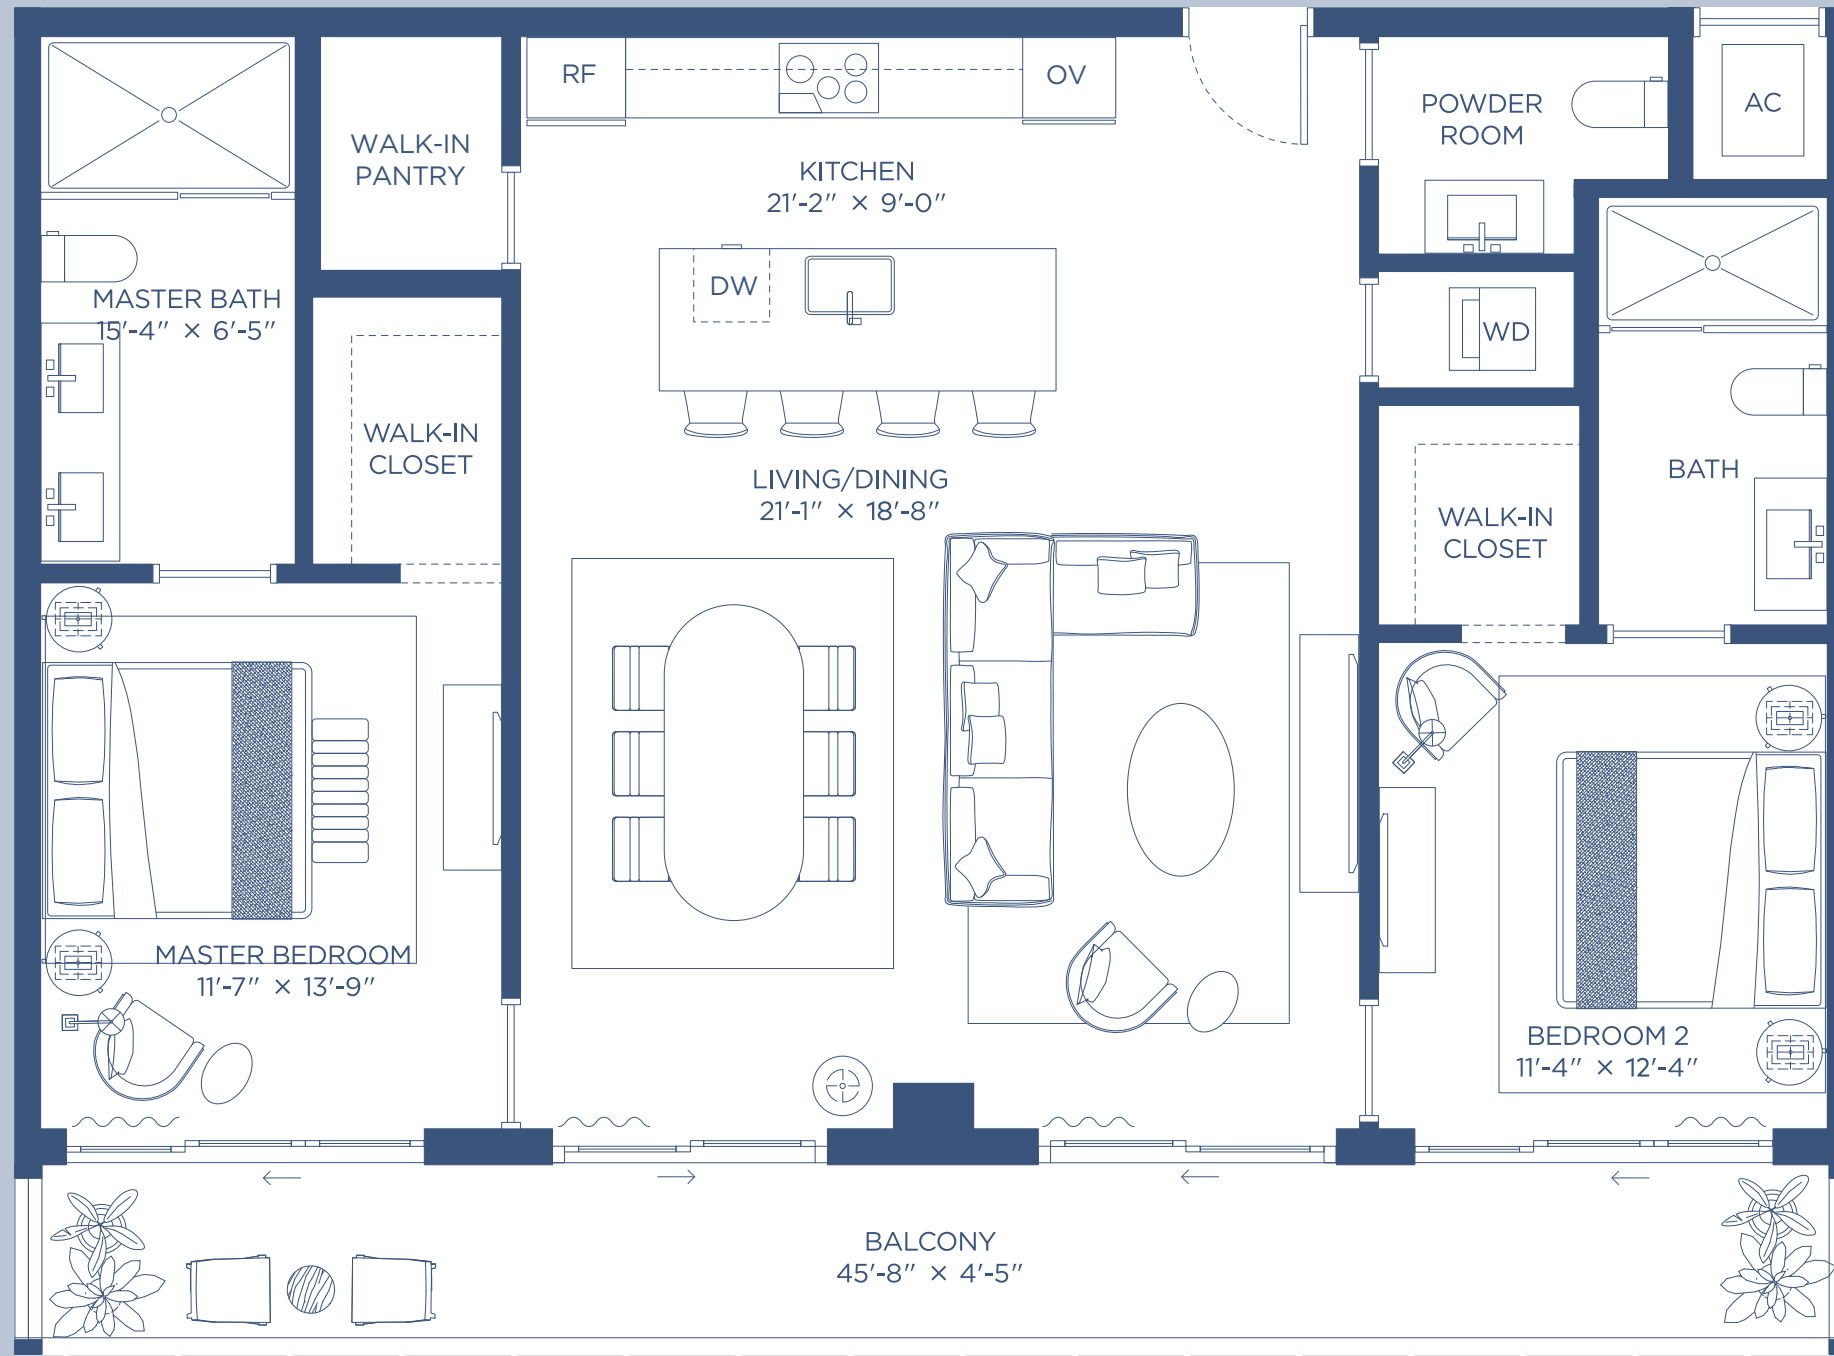 RF
OV
WALK-IN
PANTRY
KITCHEN
21'-2" × 9'-0"
POWDER
ROOM
AC
DW
MASTER BATH
15'-4" × 6'-5"
WD
WALK-IN
CLOSET
LIVING/DINING
21'-1" × 18'-8"
BATH
WALK-IN
CLOSET
MASTER BEDROOM
11'-7" × 13'-9"
BEDROOM 2
11'-4" × 12'-4"
BALCONY
45'-8" × 4'-5"